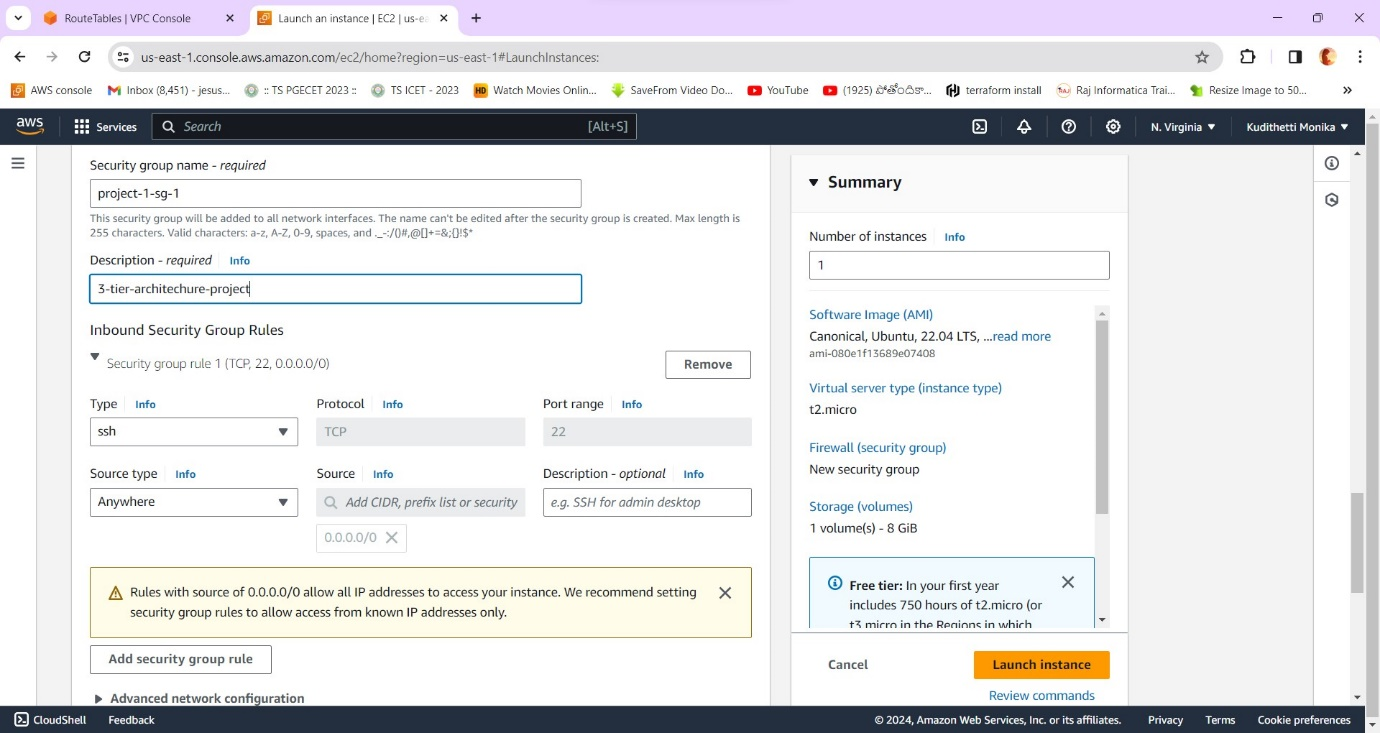 RouteTables | VPC Console
Launch an instance | EC2 | us-ea
us-east-1.console.aws.amazon.com/ec2/home?region=us-east-1#LaunchInstances:
AWS console
Inbox (8,451) - jesus...
:: TS PGECET 2023 ::
TS ICET - 2023
HD Watch Movies Onlin...
SaveFrom Video Do...
YouTube
(1925)
terraform install
Raj Informatica Trai...
Resize Image to 50...
aws
Services
Search
[Alt+S]
N. Virginia
Kudithetti Monika
Security group name - required
project-1-sg-1
This security group will be added to all network interfaces. The name can't be edited after the security group is created. Max length is
255 characters. Valid characters: a-z, A-Z, 0-9, spaces, and ._-:/()#,@[]+=&;{}!$*
Description - required Info
3-tier-architechure-project
Inbound Security Group Rules
Security group rule 1 (TCP, 22, 0.0.0.0/0)
Remove
Type Info
Protocol Info
Port range Info
ssh
TCP
22
Source type Info
Source Info
Description - optional Info
Anywhere
Add CIDR, prefix list or security
e.g. SSH for admin desktop
0.0.0.0/0
Rules with source of 0.0.0.0/0 allow all IP addresses to access your instance. We recommend setting
security group rules to allow access from known IP addresses only.
Add security group rule
Advanced network configuration
Summary
Number of instances Info
1
Software Image (AMI)
Canonical, Ubuntu, 22.04 LTS, ...read more
ami-080e1f13689e07408
Virtual server type (instance type)
t2.micro
Firewall (security group)
New security group
Storage (volumes)
1 volume(s) - 8 GiB
Free tier: In your first year
includes 750 hours of t2.micro (or
t3.micro in the Regions in which
Cancel
Launch instance
Review commands
CloudShell
Feedback
© 2024, Amazon Web Services, Inc. or its affiliates.
Privacy
Terms
Cookie preferences